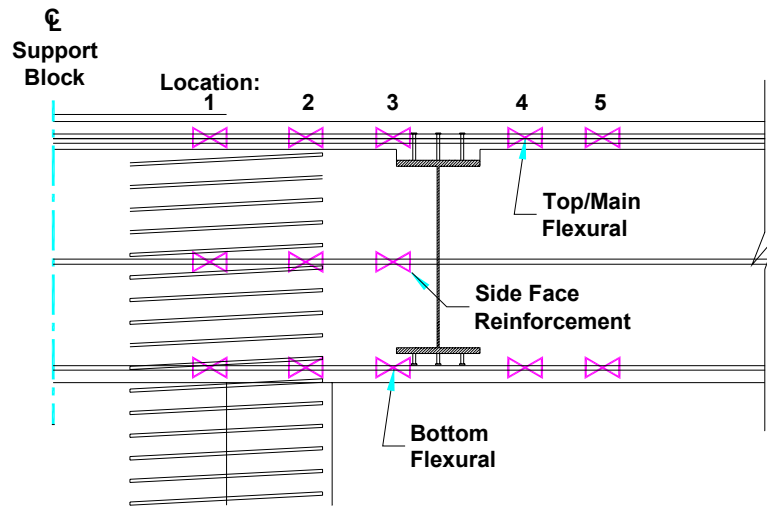 ℄
Support
Block
Location:
1 2 3 4 5
Top/Main
Flexural
Side Face
Reinforcement
Bottom
Flexural